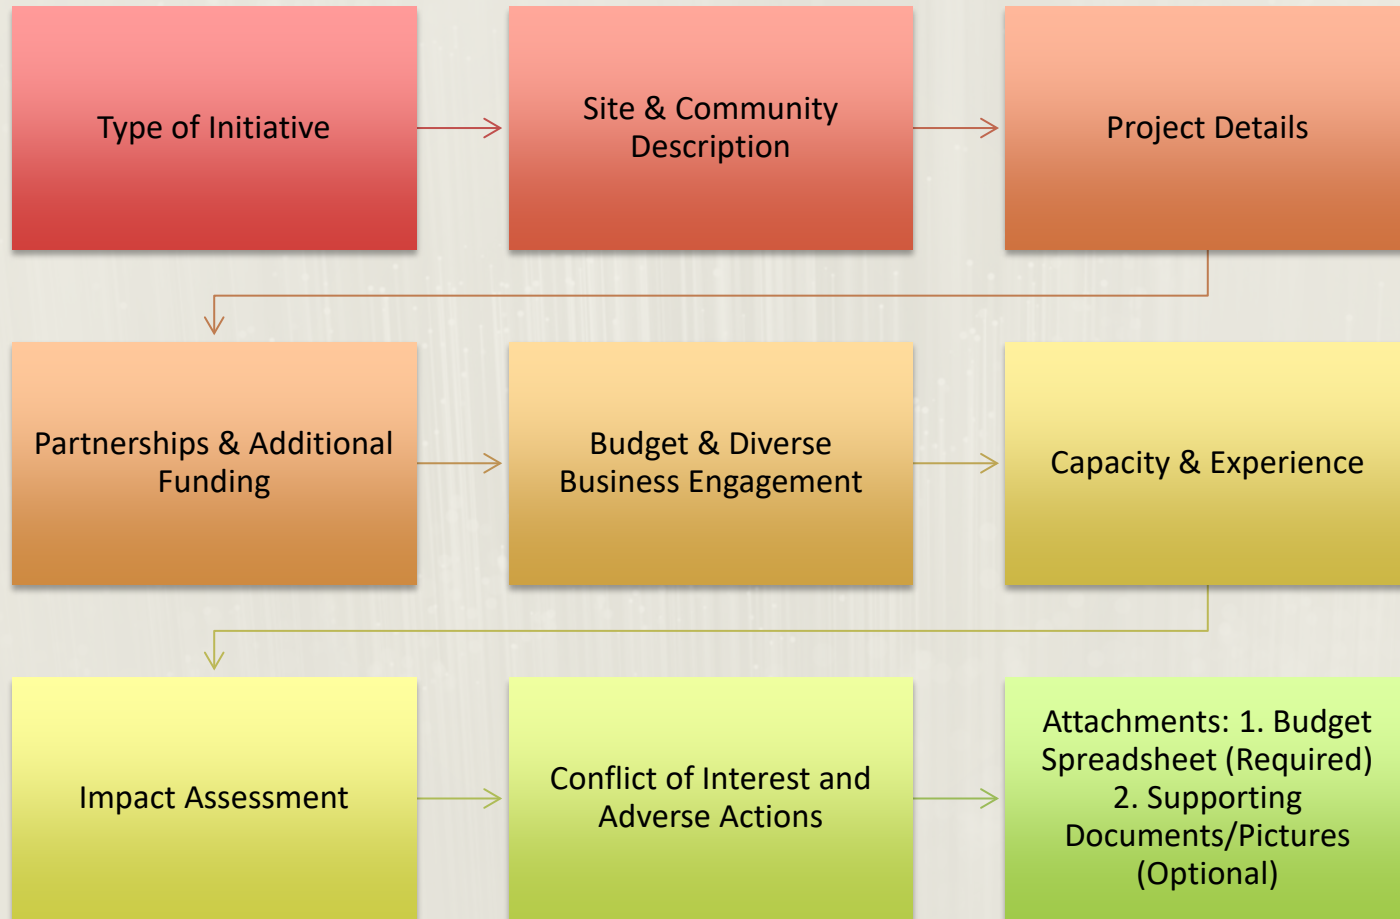 Type of Initiative
Site & Community
Description
Project Details
Partnerships & Additional
Funding
Budget & Diverse
Business Engagement
Capacity & Experience
Impact Assessment
Conflict of Interest and
Adverse Actions
Attachments: 1. Budget
Spreadsheet (Required)
2. Supporting
Documents/Pictures
(Optional)